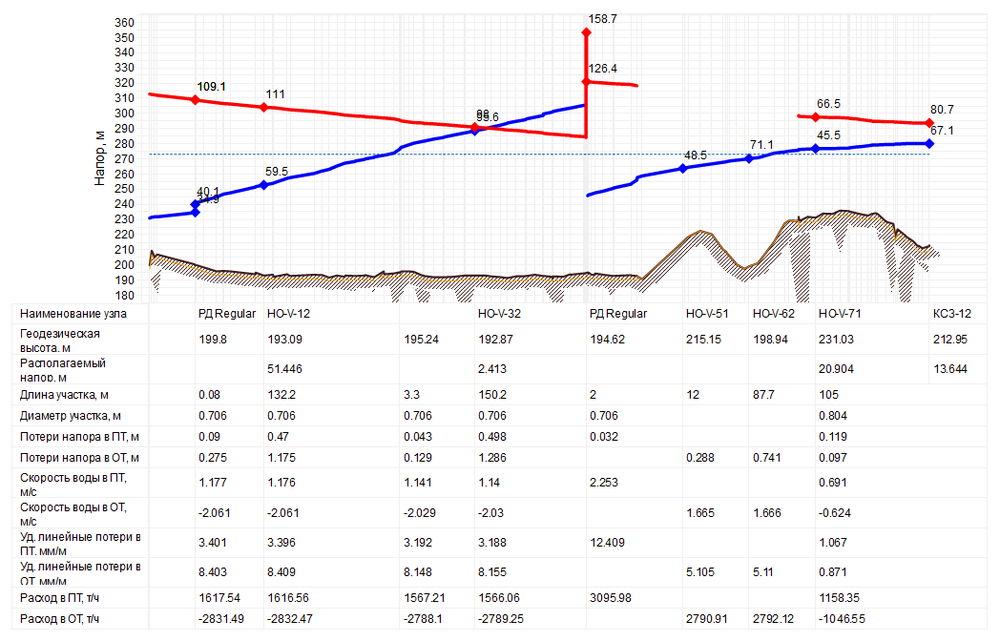 360
350
340
330
320
310
300
290
280
270
260
250
240
230
220
210
200
190
180
Напор, м
158.7
126.4
109.1
111
98
95.6
66.5
80.7
67.1
45.5
71.1
48.5
59.5
40.1
34.9
Наименование узла РД Regular НО-V-12 НО-V-32 РД Regular НО-V-51 НО-V-62 НО-V-71 КСЗ-12
Геодезическая
высота, м 199.8 193.09 195.24 192.87 194.62 215.15 198.94 231.03 212.95
Располагаемый
напор, м 51.446 2.413 20.904 13.644
Длина участка, м 0.08 132.2 3.3 150.2 2 12 87.7 105
Диаметр участка, м 0.706 0.706 0.706 0.706 0.706 0.804
Потери напора в ПТ, м 0.09 0.47 0.043 0.498 0.032 0.119
Потери напора в ОТ, м 0.275 1.175 0.129 1.286 0.288 0.741 0.097
Скорость воды в ПТ,
м/с 1.177 1.176 1.141 1.14 2.253 0.691
Скорость воды в ОТ,
м/с -2.061 -2.061 -2.029 -2.03 1.665 1.666 -0.624
Уд. линейные потери в
ПТ, мм/м 3.401 3.396 3.192 3.188 12.409 1.067
Уд. линейные потери в
ОТ, мм/м 8.403 8.409 8.148 8.155 5.105 5.11 0.871
Расход в ПТ, т/ч 1617.54 1616.56 1567.21 1566.06 3095.98 1158.35
Расход в ОТ, т/ч -2831.49 -2832.47 -2788.1 -2789.25 2790.91 2792.12 -1046.55